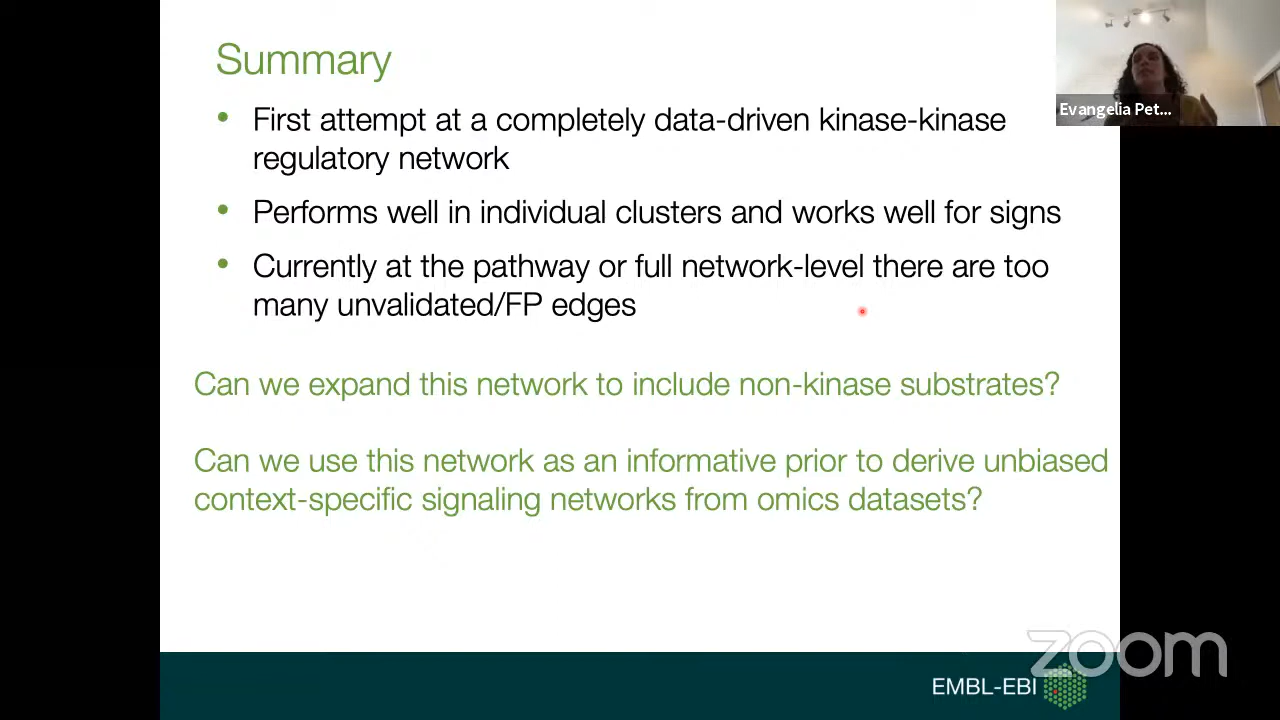 Summary
• First attempt at a completely data-driven kinase-kinase
regulatory network
• Performs well in individual clusters and works well for signs
• Currently at the pathway or full network-level there are too
many unvalidated/FP edges
Can we expand this network to include non-kinase substrates?
Can we use this network as an informative prior to derive unbiased
context-specific signaling networks from omics datasets?
Evangelia Pet...
zoom
EMBL-EBI